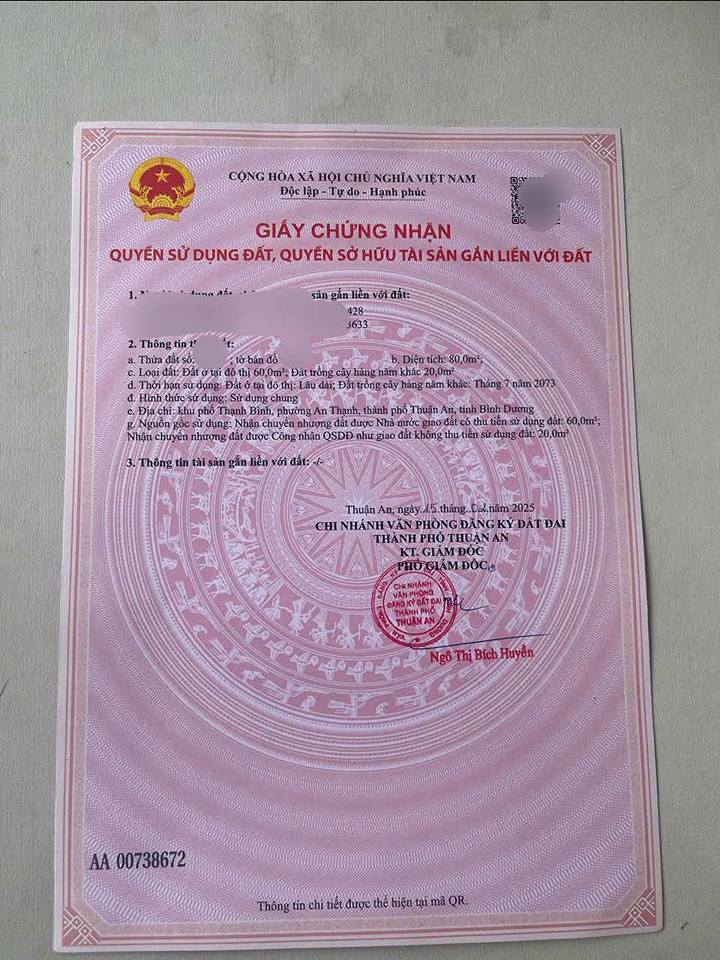 CỘNG HÒA XÃ HỘI CHỦ NGHĨA VIỆT NAM
Độc lập - Tự do - Hạnh phúc
GIẤY CHỨNG NHẬN
QUYỀN SỬ DỤNG ĐẤT, QUYỀN SỞ HỮU TÀI SẢN GẮN LIỀN VỚI ĐẤT
1. sản gắn liền với đất:
428
3633
2. Thông tin
a. Thửa đất số: ; tờ bản đồ b. Diện tích: 80,0m²;
c. Loại đất: Đất ở tại đô thị 60,0m²; Đất trồng cây hàng năm khác 20,0m²
d. Thời hạn sử dụng: Đất ở tại đô thị: Lâu dài; Đất trồng cây hàng năm khác: Tháng 7 năm 2073
đ. Hình thức sử dụng: Sử dụng chung
e. Địa chỉ: khu phố Thạnh Bình, phường An Thạnh, thành phố Thuận An, tỉnh Bình Dương
g. Nguồn gốc sử dụng: Nhận chuyển nhượng đất được Nhà nước giao đất có thu tiền sử dụng đất: 60,0m²;
Nhận chuyển nhượng đất được Công nhận QSDĐ như giao đất không thu tiền sử dụng đất: 20,0m²
3. Thông tin tài sản gắn liền với đất: -/-
Thuận An, ngày tháng năm 2025
CHI NHÁNH VĂN PHÒNG ĐĂNG KÝ ĐẤT ĐAI
THÀNH PHỐ THUẬN AN
KT. GIÁM ĐỐC
PHÓ GIÁM ĐỐC
CHI NHÁNH
VĂN PHÒNG
ĐĂNG KÝ ĐẤT ĐAI
THÀNH PHỐ
THUẬN AN
Ngô Thị Bích Huyền
AA 00738672
Thông tin chi tiết được thể hiện tại mã QR.